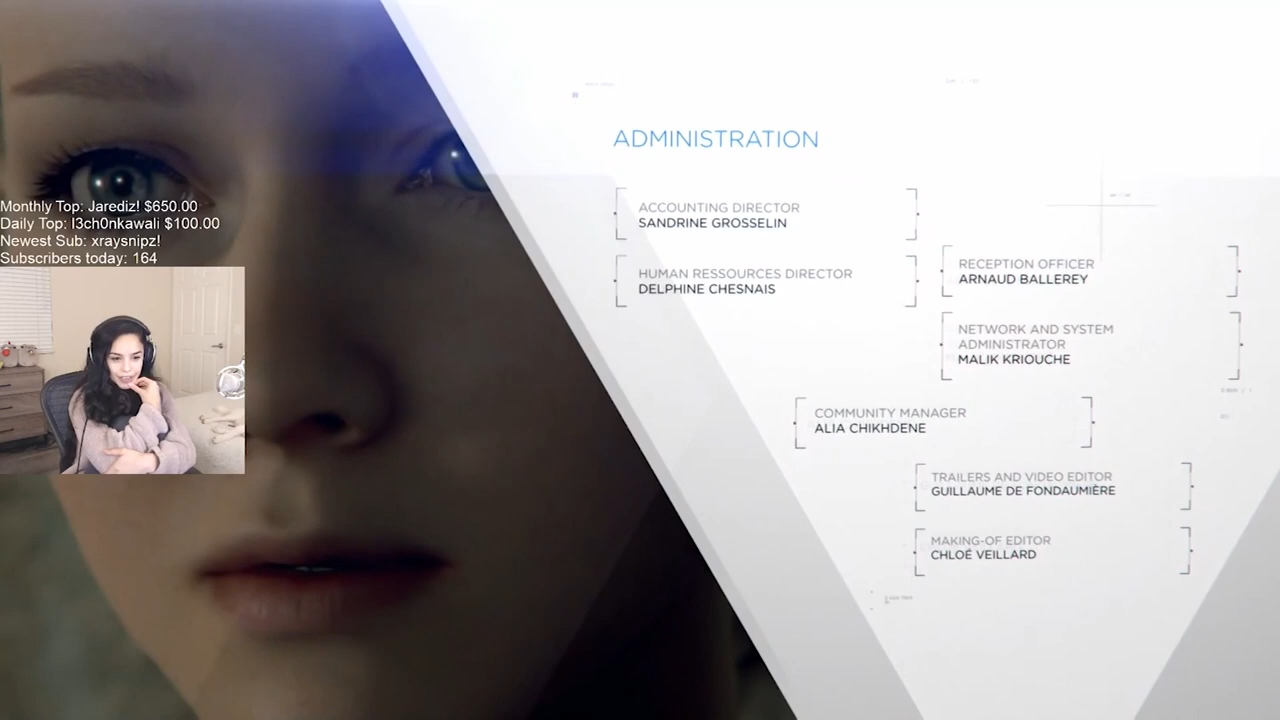 Monthly Top: Jarediz! $650.00
Daily Top: l3ch0nkawali $100.00
Newest Sub: xraysnipz!
Subscribers today: 164
ADMINISTRATION
ACCOUNTING DIRECTOR
SANDRINE GROSSELIN
HUMAN RESSOURCES DIRECTOR
DELPHINE CHESNAIS
RECEPTION OFFICER
ARNAUD BALLEREY
NETWORK AND SYSTEM
ADMINISTRATOR
MALIK KRIOUCHE
COMMUNITY MANAGER
ALIA CHIKHDENE
TRAILERS AND VIDEO EDITOR
GUILLAUME DE FONDAUMIÈRE
MAKING-OF EDITOR
CHLOÉ VEILLARD